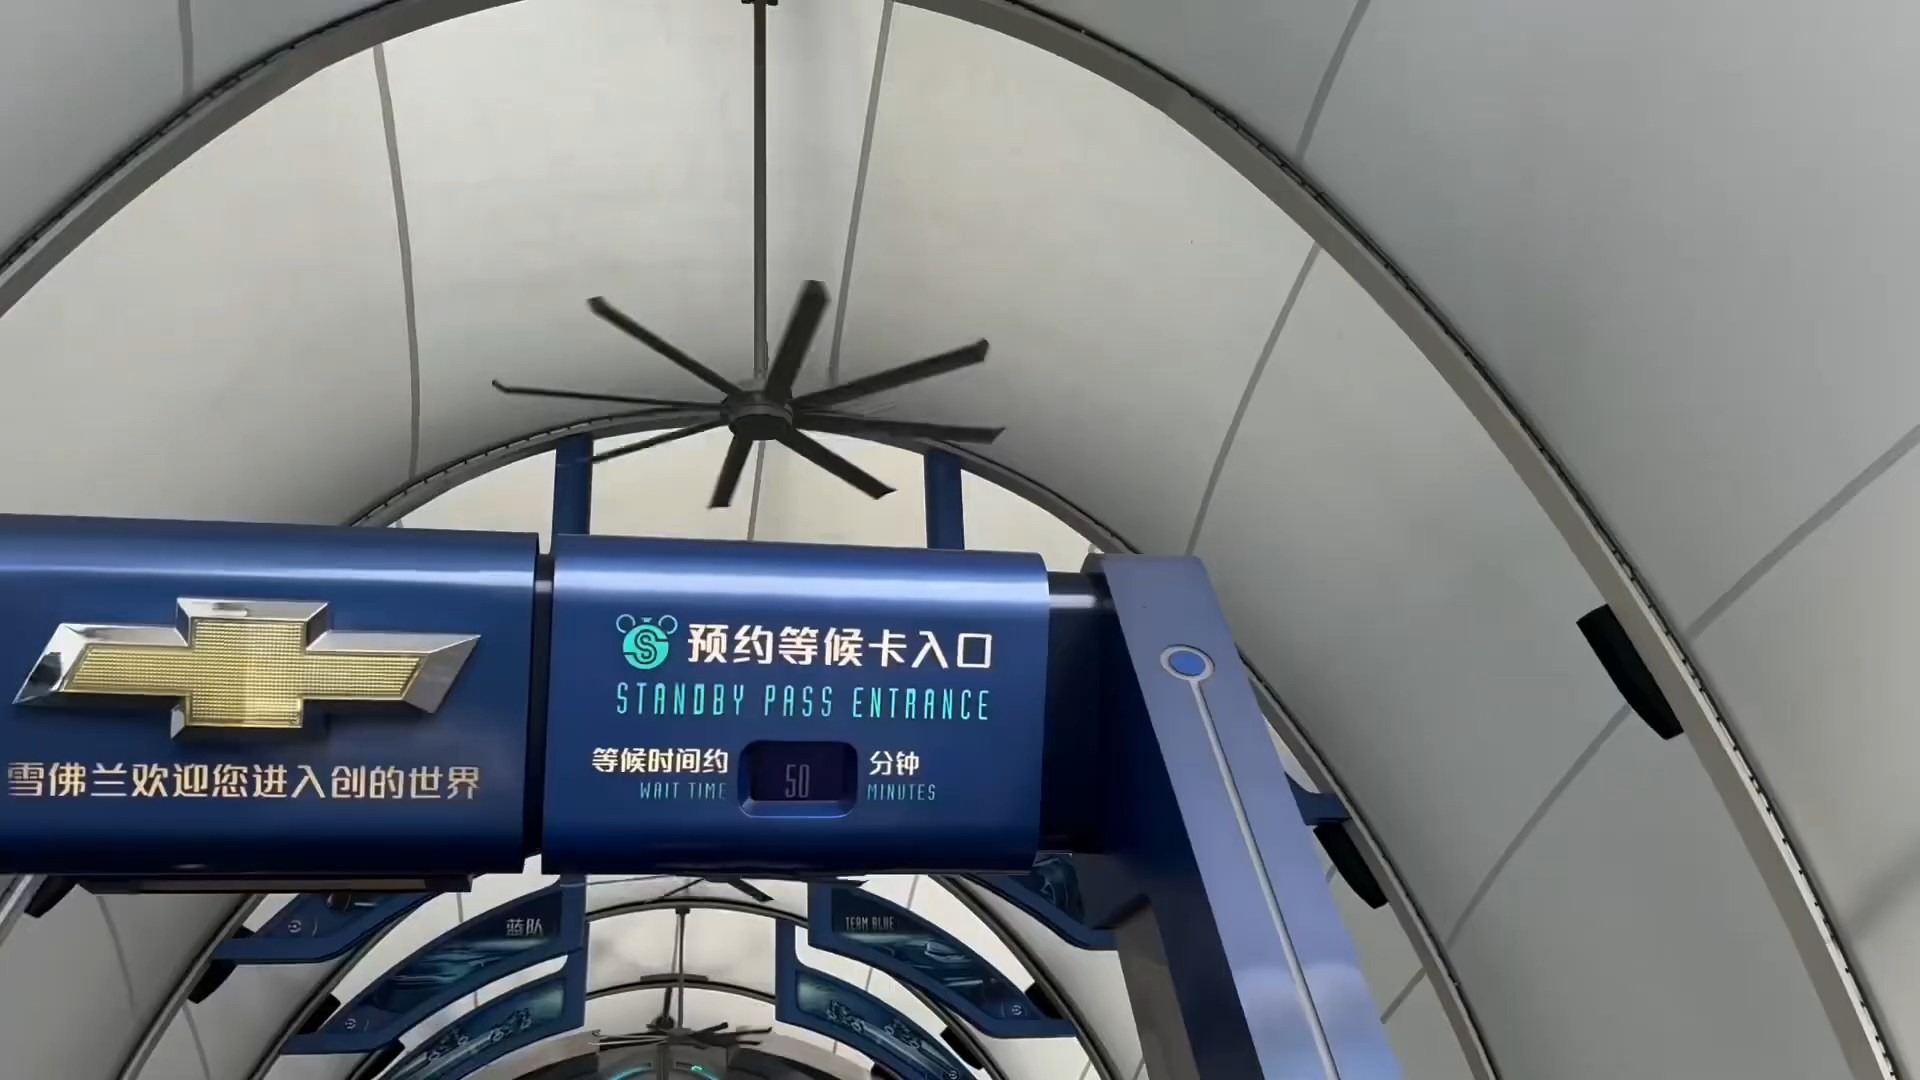 雪佛兰欢迎您进入创的世界
预约等候卡入口
STANDBY PASS ENTRANCE
等候时间约 50 分钟
WAIT TIME MINUTES
蓝队
TEAM BLUE